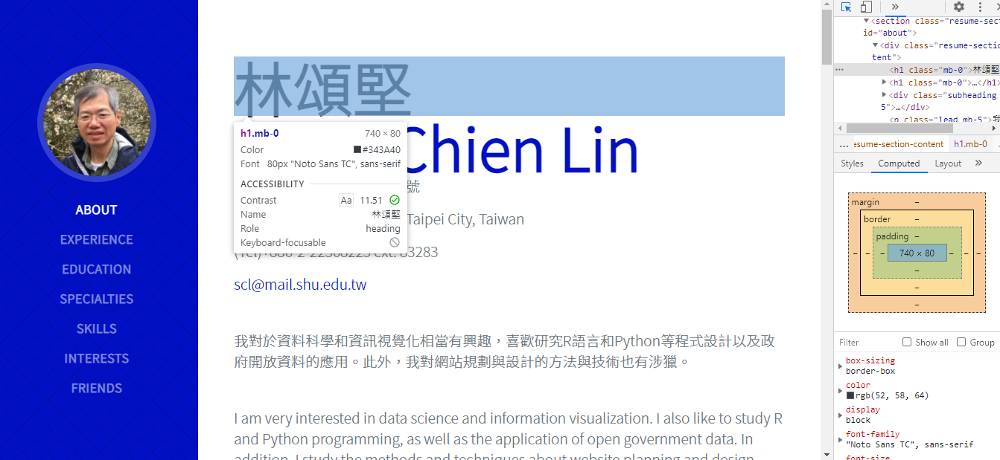 ABOUT
EXPERIENCE
EDUCATION
SPECIALTIES
SKILLS
INTERESTS
FRIENDS
林頌堅
Chien Lin
號
Taipei City, Taiwan
ext. 63283
scl@mail.shu.edu.tw
我對於資料科學和資訊視覺化相當有興趣，喜歡研究R語言和Python等程式設計以及政
府開放資料的應用。此外，我對網站規劃與設計的方法與技術也有涉獵。
I am very interested in data science and information visualization. I also like to study R
and Python programming, as well as the application of open government data. In
addition, I study the methods and techniques about website planning and design
h1.mb-0 740 × 80
Color #343A40
Font 80px "Noto Sans TC", sans-serif
ACCESSIBILITY
Contrast Aa 11.51
Name 林頌堅
Role heading
Keyboard-focusable
<section class="resume-sect
id="about">
<div class="resume-sectio
tent">
<h1 class="mb-0">林頌堅
<h1 class="mb-0">…</h1>
<div class="subheading
5">…</div>
<p class="lead mb-5">我
... esume-section-content h1.mb-0
Styles Computed Layout
margin –
border –
padding –
– – – 740 × 80 – – –
–
–
–
Filter Show all Group
box-sizing
border-box
color
rgb(52, 58, 64)
display
block
font-family
"Noto Sans TC", sans-serif
font-size